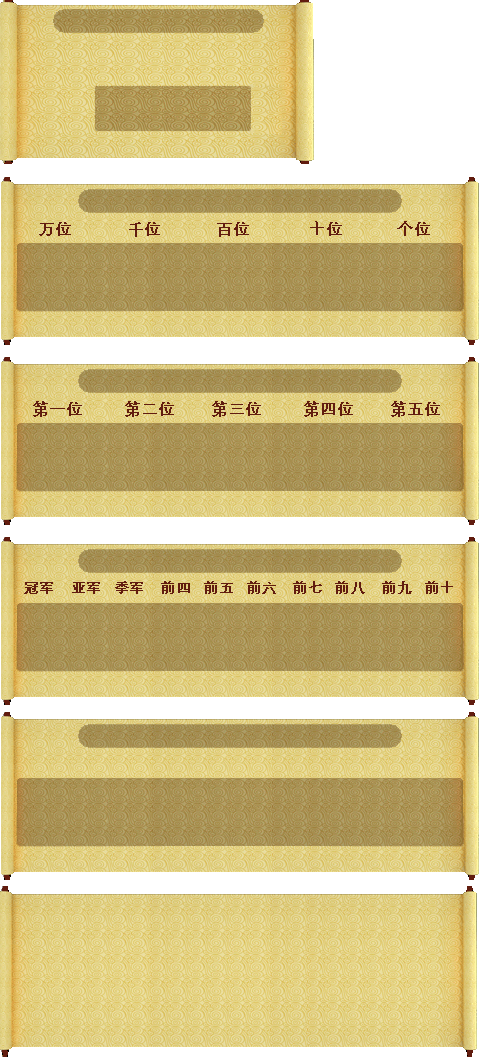 万位 千位 百位 十位 个位
第一位 第二位 第三位 第四位 第五位
冠军 亚军 季军 前四 前五 前六 前七 前八 前九 前十